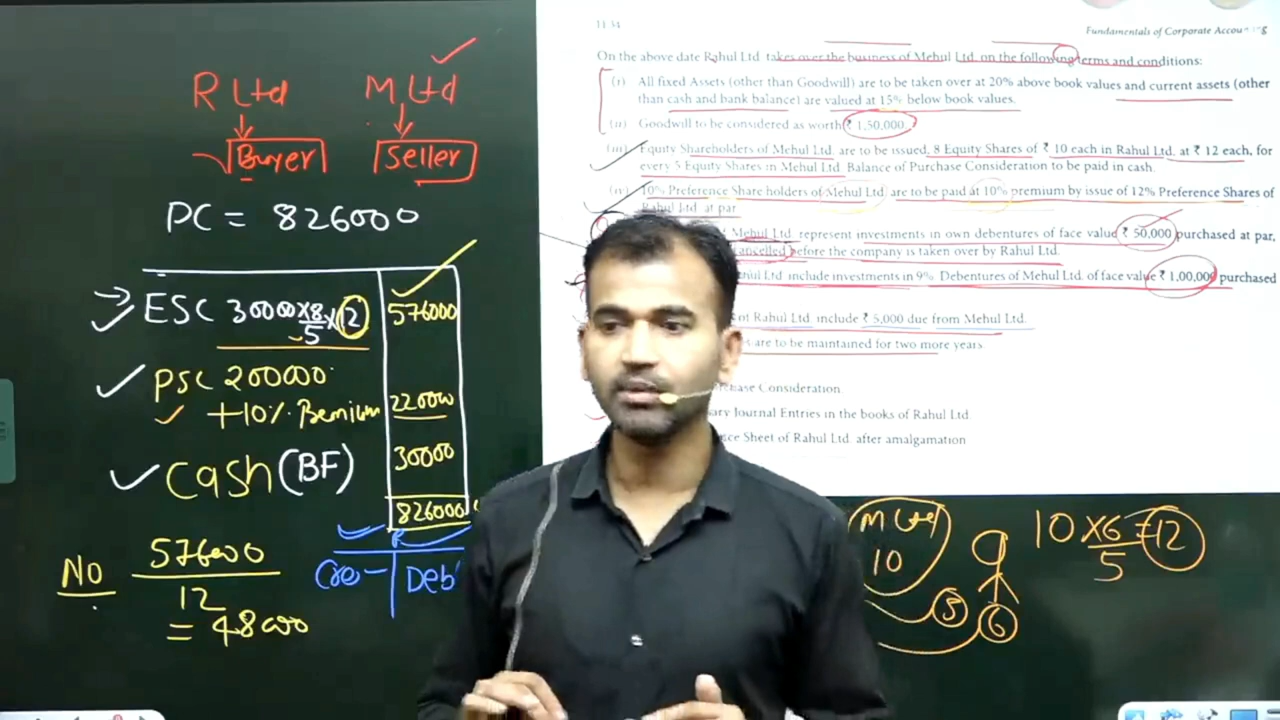 R Ltd M Ltd
Buyer Seller
PC = 826000
ESC 30000 × 8/5 × 12 576000
PSC 200000
+10% Premium 220000
Cash (BF) 30000
826000
No 576000
12
= 48000
Cre Deb
11.34 Fundamentals of Corporate Accounting
On the above date Rahul Ltd. takes over the business of Mehul Ltd. on the following terms and conditions:
(i) All fixed Assets (other than Goodwill) are to be taken over at 20% above book values and current assets (other
than cash and bank balance) are valued at 15% below book values.
(ii) Goodwill to be considered as worth ₹ 1,50,000.
(iii) Equity Shareholders of Mehul Ltd. are to be issued, 8 Equity Shares of ₹ 10 each in Rahul Ltd. at ₹ 12 each, for
every 5 Equity Shares in Mehul Ltd. Balance of Purchase Consideration to be paid in cash.
(iv) 10% Preference Share holders of Mehul Ltd. are to be paid at 10% premium by issue of 12% Preference Shares of
Rahul Ltd. at par
Mehul Ltd. represent investments in own debentures of face value ₹ 50,000 purchased at par,
cancelled before the company is taken over by Rahul Ltd.
Ltd. include investments in 9% Debentures of Mehul Ltd. of face value ₹ 1,00,000 purchased
of Rahul Ltd. include ₹ 5,000 due from Mehul Ltd.
are to be maintained for two more years.
Consideration.
Journal Entries in the books of Rahul Ltd.
Sheet of Rahul Ltd. after amalgamation
M Ltd
10
5
6
10 × 6/5 = 12